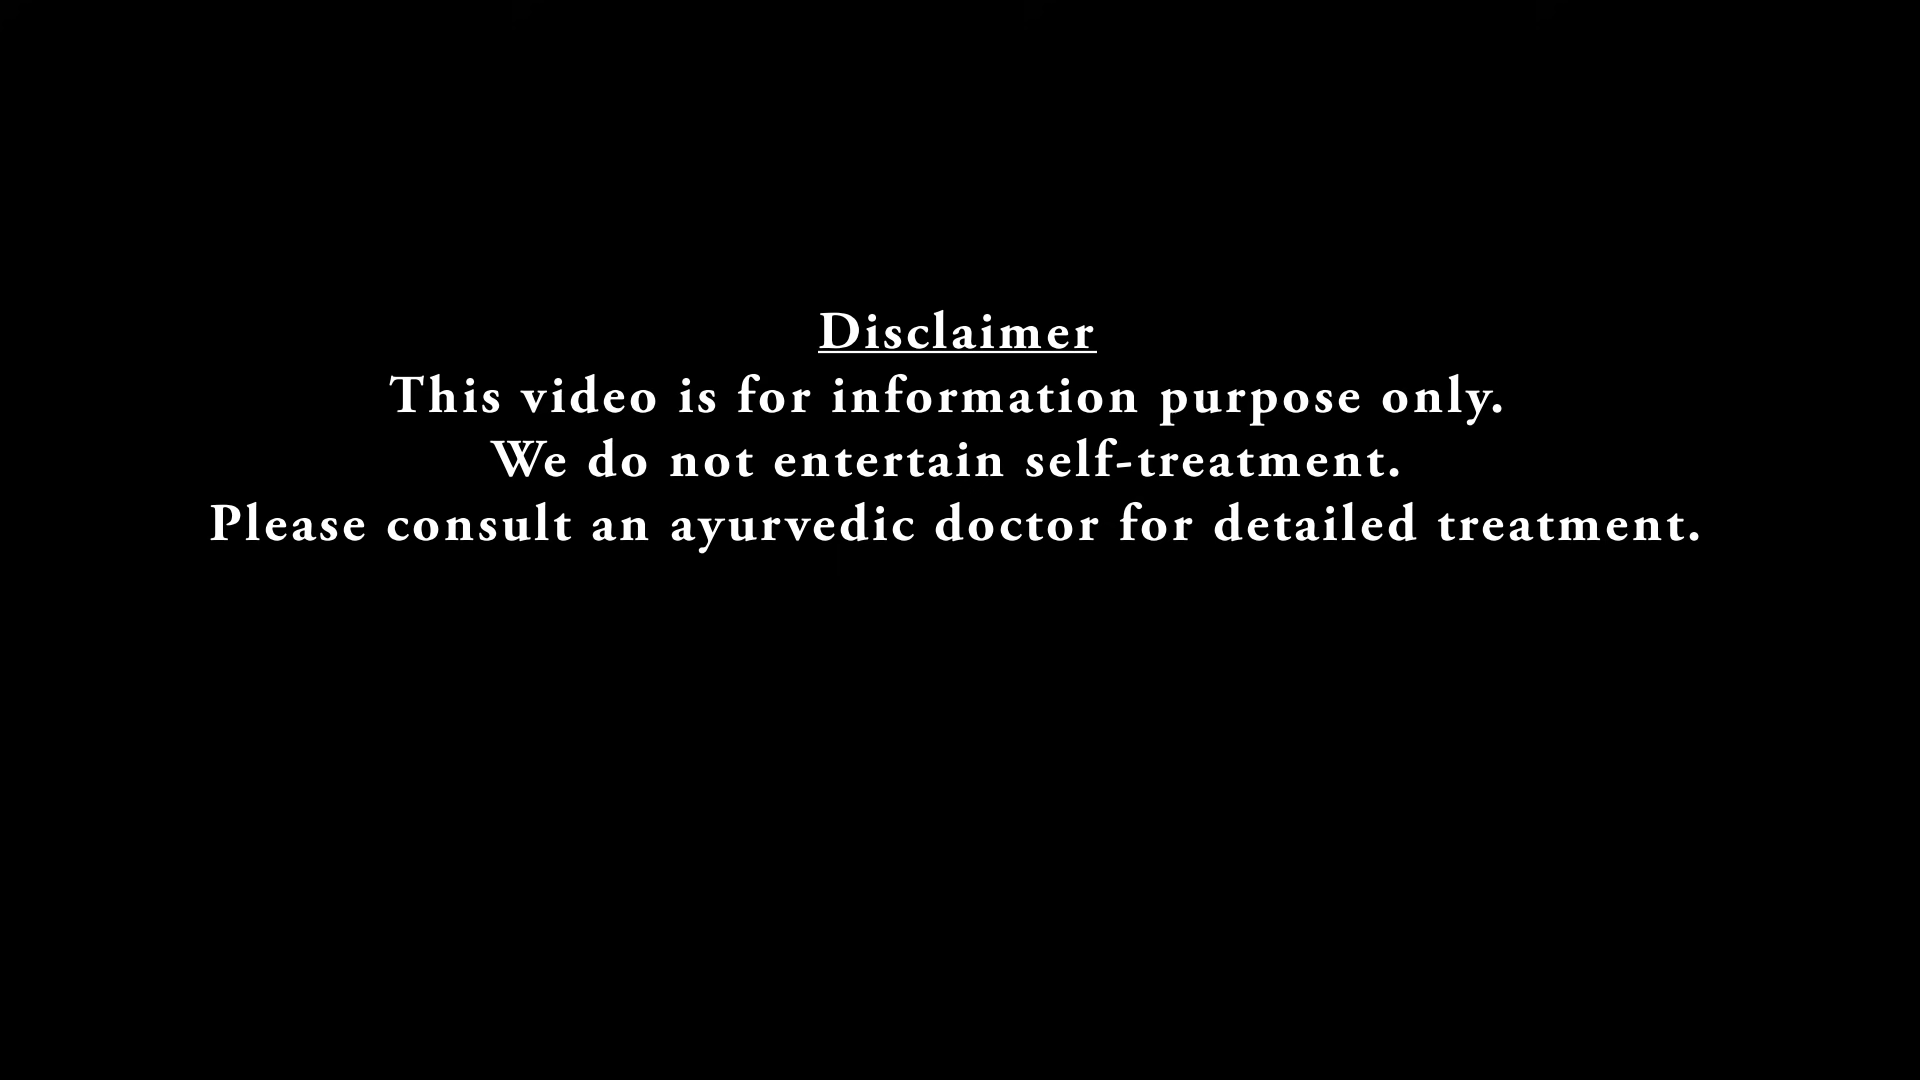 Disclaimer
This video is for information purpose only.
We do not entertain self-treatment.
Please consult an ayurvedic doctor for detailed treatment.